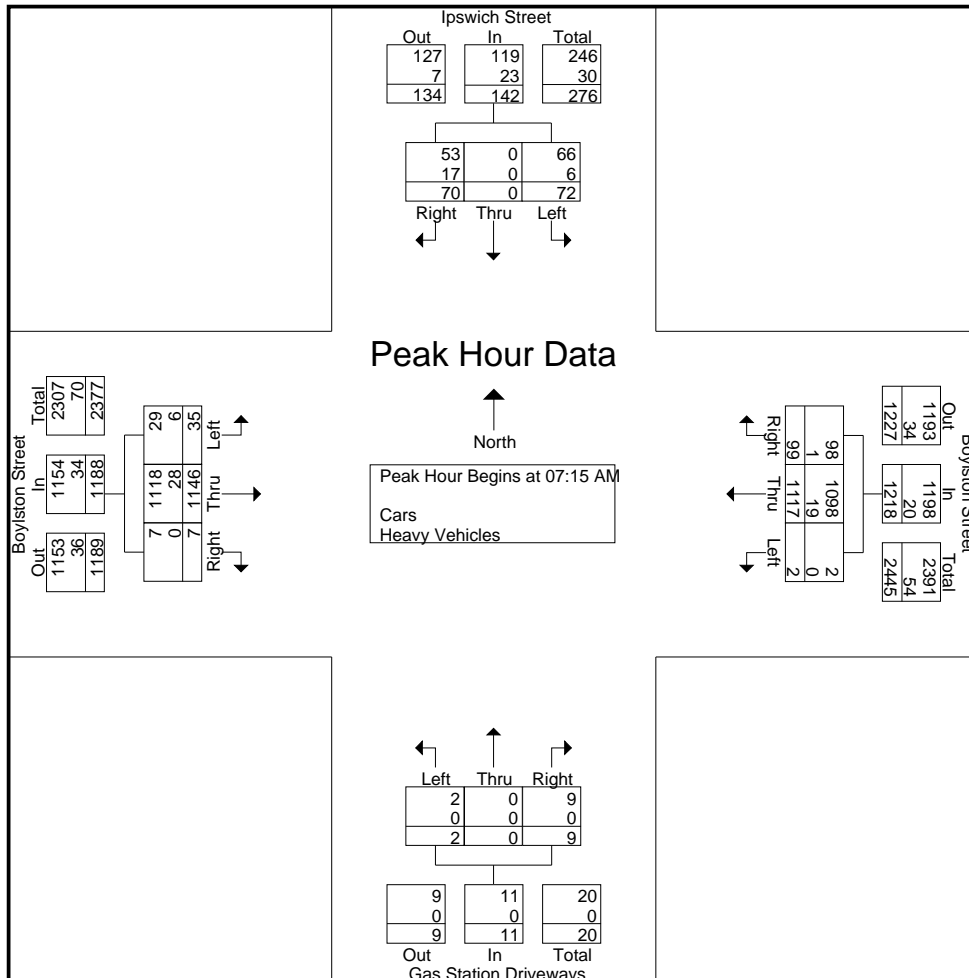 Ipswich Street
Out In Total
127 119 246
7 23 30
134 142 276
53 0 66
17 0 6
70 0 72
Right Thru Left
Peak Hour Data
North
Peak Hour Begins at 07:15 AM
Cars
Heavy Vehicles
Boylston Street
Total In Out
2307 1154 1153
70 34 36
2377 1188 1189
29 1118 7
6 28 0
35 1146 7
Left Thru Right
Boylston Street
Out In Total
1193 1198 2391
34 20 54
1227 1218 2445
98 1098 2
1 19 0
99 1117 2
Right Thru Left
Left Thru Right
2 0 9
0 0 0
2 0 9
9 11 20
0 0 0
9 11 20
Out In Total
Gas Station Driveways